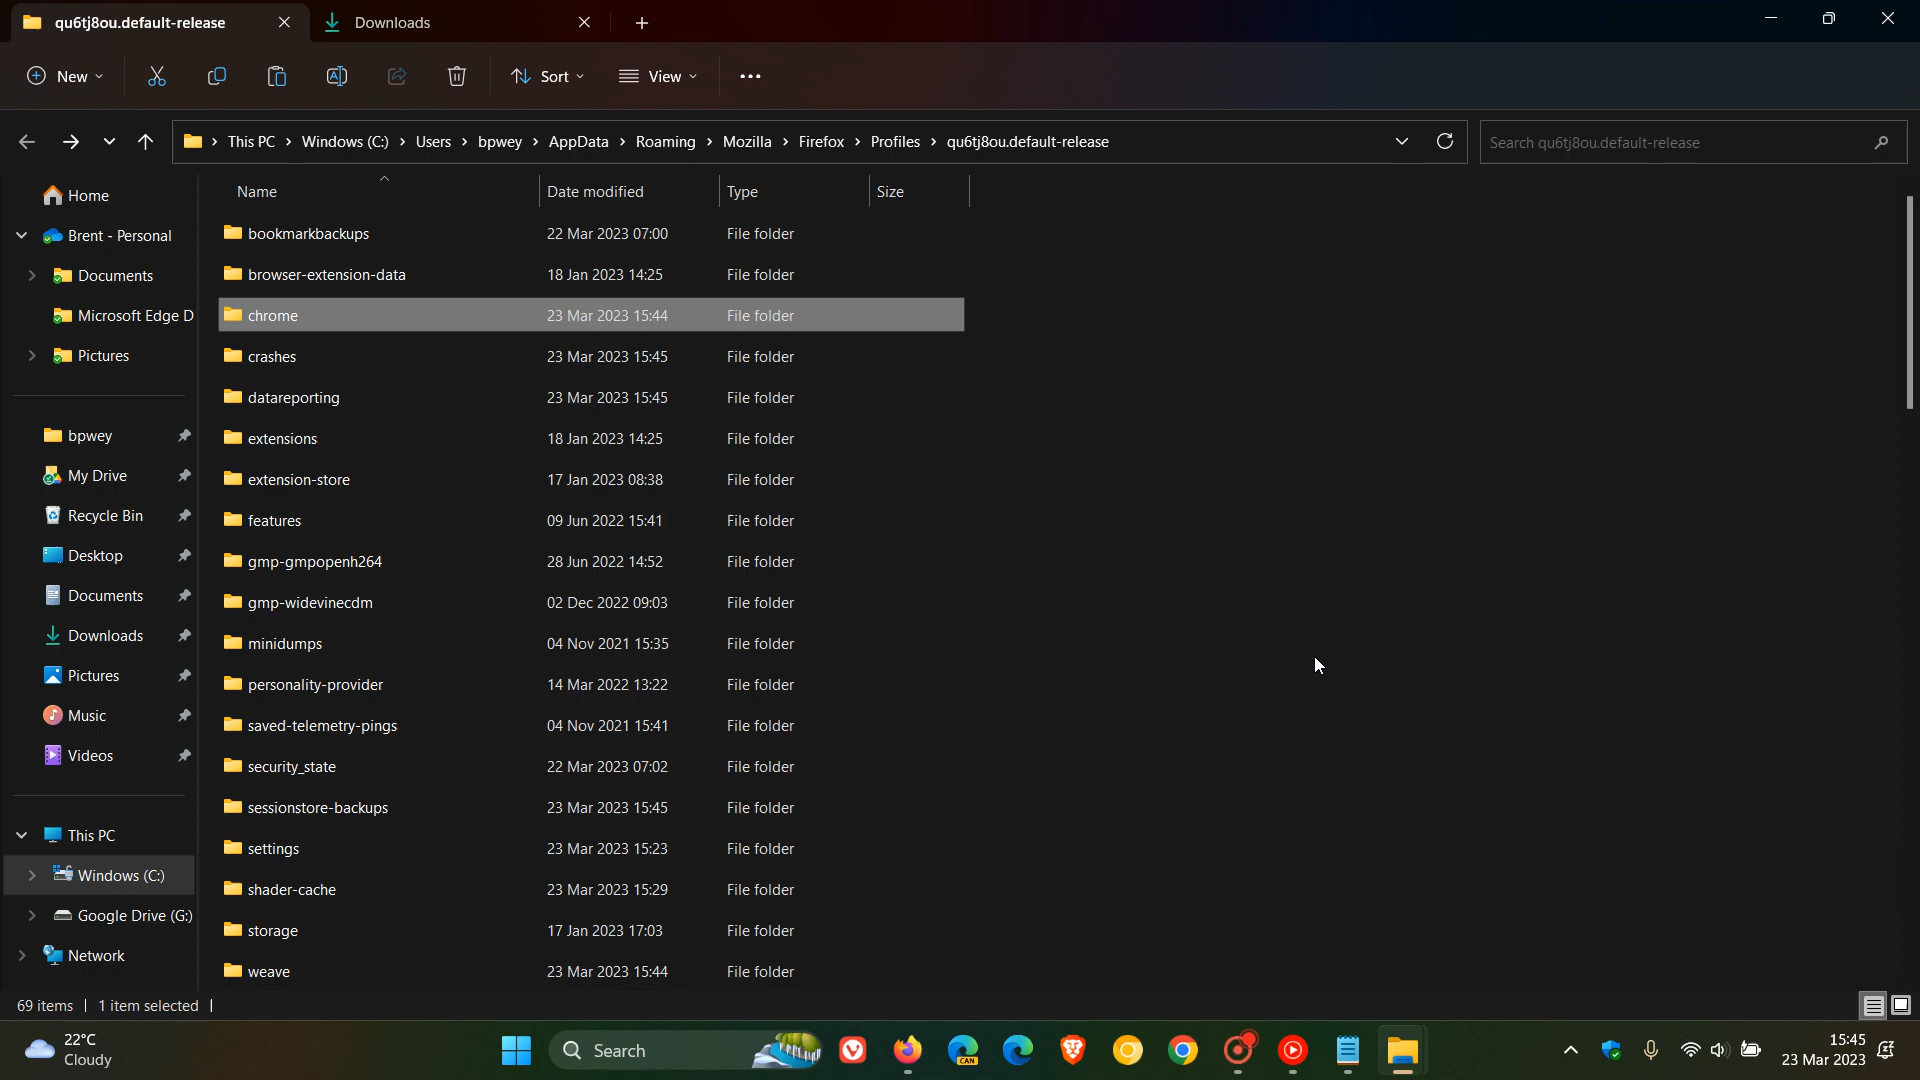 qu6tj8ou.default-release
Downloads
New
Sort
View
This PC
Windows (C:)
Users
bpwey
AppData
Roaming
Mozilla
Firefox
Profiles
qu6tj8ou.default-release
Search qu6tj8ou.default-release
Home
Brent - Personal
Documents
Microsoft Edge D
Pictures
bpwey
My Drive
Recycle Bin
Desktop
Documents
Downloads
Pictures
Music
Videos
This PC
Windows (C:)
Google Drive (G:)
Network
Name Date modified Type Size
bookmarkbackups 22 Mar 2023 07:00 File folder
browser-extension-data 18 Jan 2023 14:25 File folder
chrome 23 Mar 2023 15:44 File folder
crashes 23 Mar 2023 15:45 File folder
datareporting 23 Mar 2023 15:45 File folder
extensions 18 Jan 2023 14:25 File folder
extension-store 17 Jan 2023 08:38 File folder
features 09 Jun 2022 15:41 File folder
gmp-gmpopenh264 28 Jun 2022 14:52 File folder
gmp-widevinecdm 02 Dec 2022 09:03 File folder
minidumps 04 Nov 2021 15:35 File folder
personality-provider 14 Mar 2022 13:22 File folder
saved-telemetry-pings 04 Nov 2021 15:41 File folder
security_state 22 Mar 2023 07:02 File folder
sessionstore-backups 23 Mar 2023 15:45 File folder
settings 23 Mar 2023 15:23 File folder
shader-cache 23 Mar 2023 15:29 File folder
storage 17 Jan 2023 17:03 File folder
weave 23 Mar 2023 15:44 File folder
69 items
1 item selected
22°C
Cloudy
Search
CAN
15:45
23 Mar 2023